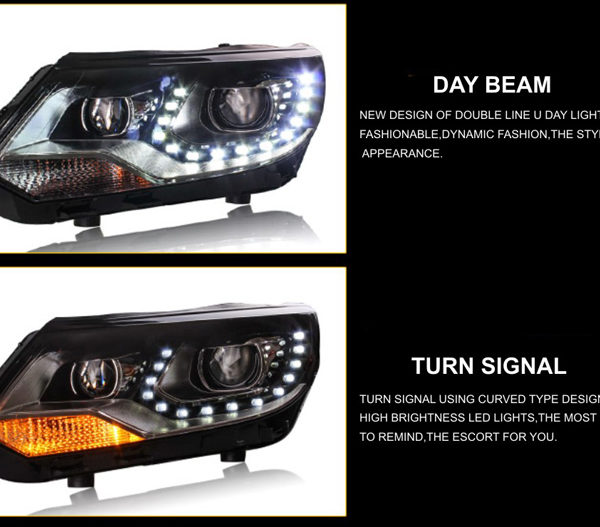 DAY BEAM
NEW DESIGN OF DOUBLE LINE U DAY LIGHT
FASHIONABLE,DYNAMIC FASHION,THE
APPEARANCE.
TURN SIGNAL
TURN SIGNAL USING CURVED TYPE DESIGN
HIGH BRIGHTNESS LED LIGHTS,THE MOST
TO REMIND,THE ESCORT FOR YOU.